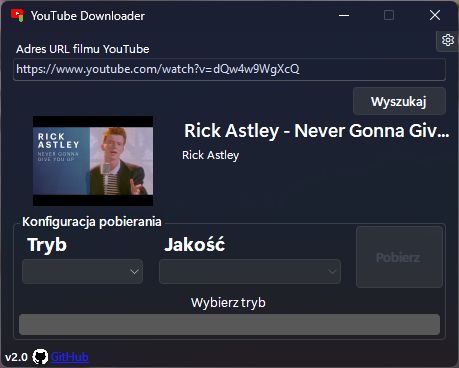 YouTube Downloader
Adres URL filmu YouTube
https://www.youtube.com/watch?v=dQw4w9WgXcQ
Wyszukaj
RICK
ASTLEY
NEVER GONNA
GIVE YOU UP
Rick Astley - Never Gonna Giv...
Rick Astley
Konfiguracja pobierania
Tryb
Jakość
Pobierz
Wybierz tryb
v2.0 GitHub